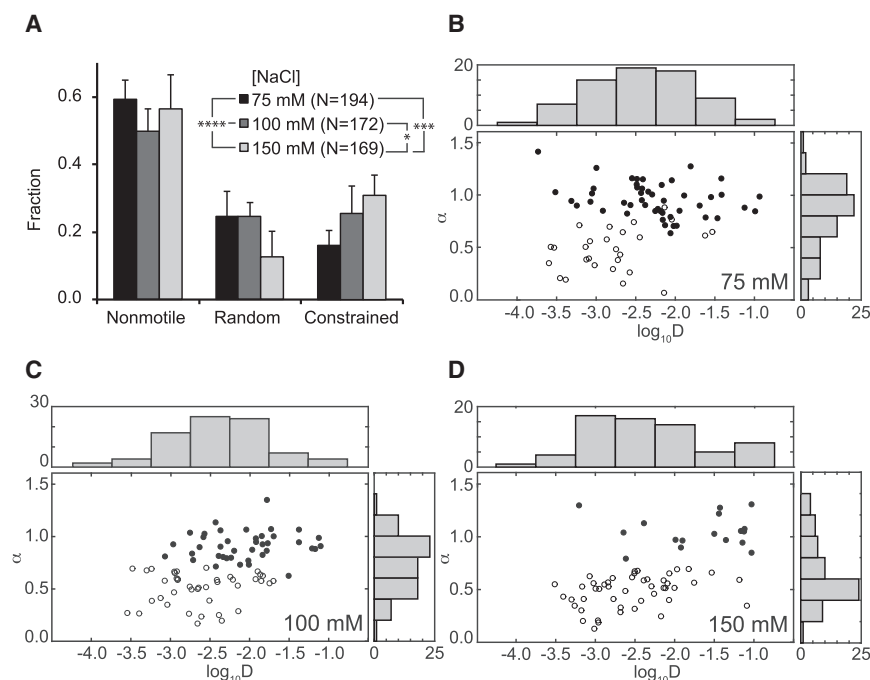 A
[NaCl]
75 mM (N=194)
100 mM (N=172)
150 mM (N=169)
****
*
***
Fraction
0.6
0.4
0.2
0.0
Nonmotile Random Constrained
B
20
0
1.5
1.0
0.5
0.0
α
75 mM
-4.0 -3.5 -3.0 -2.5 -2.0 -1.5 -1.0
log10D
0 25
C
30
0
1.5
1.0
0.5
0.0
α
100 mM
-4.0 -3.5 -3.0 -2.5 -2.0 -1.5 -1.0
log10D
0 25
D
20
0
1.5
1.0
0.5
0.0
α
150 mM
-4.0 -3.5 -3.0 -2.5 -2.0 -1.5 -1.0
log10D
0 25